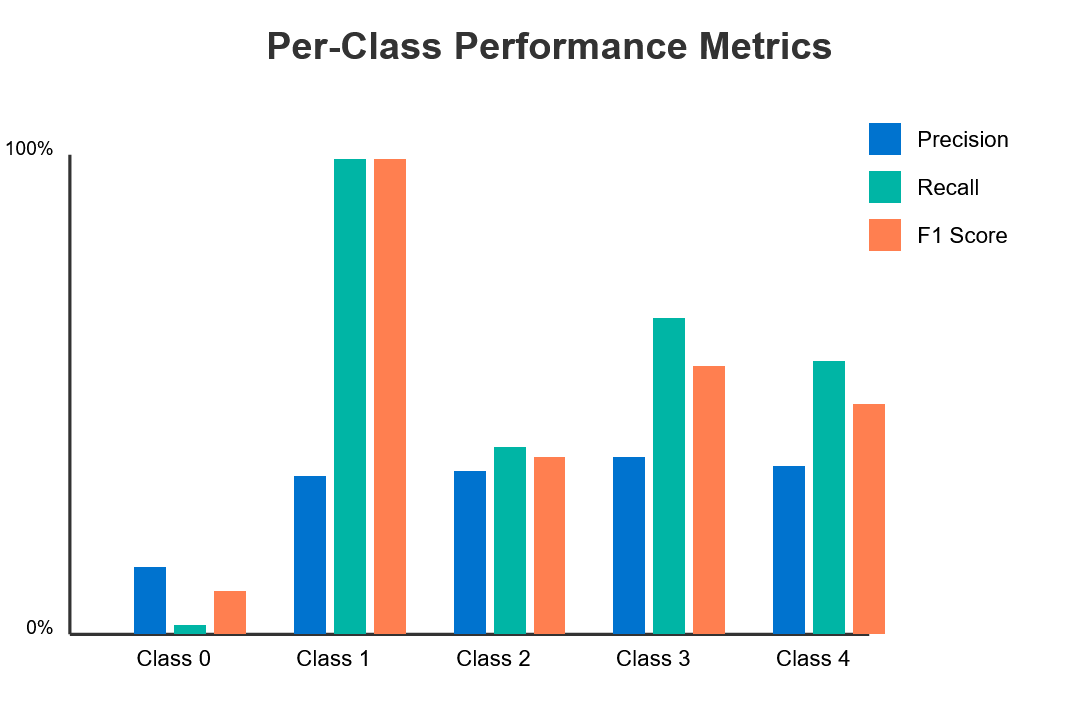 Per-Class Performance Metrics
Precision
Recall
F1 Score
100%
0%
Class 0
Class 1
Class 2
Class 3
Class 4